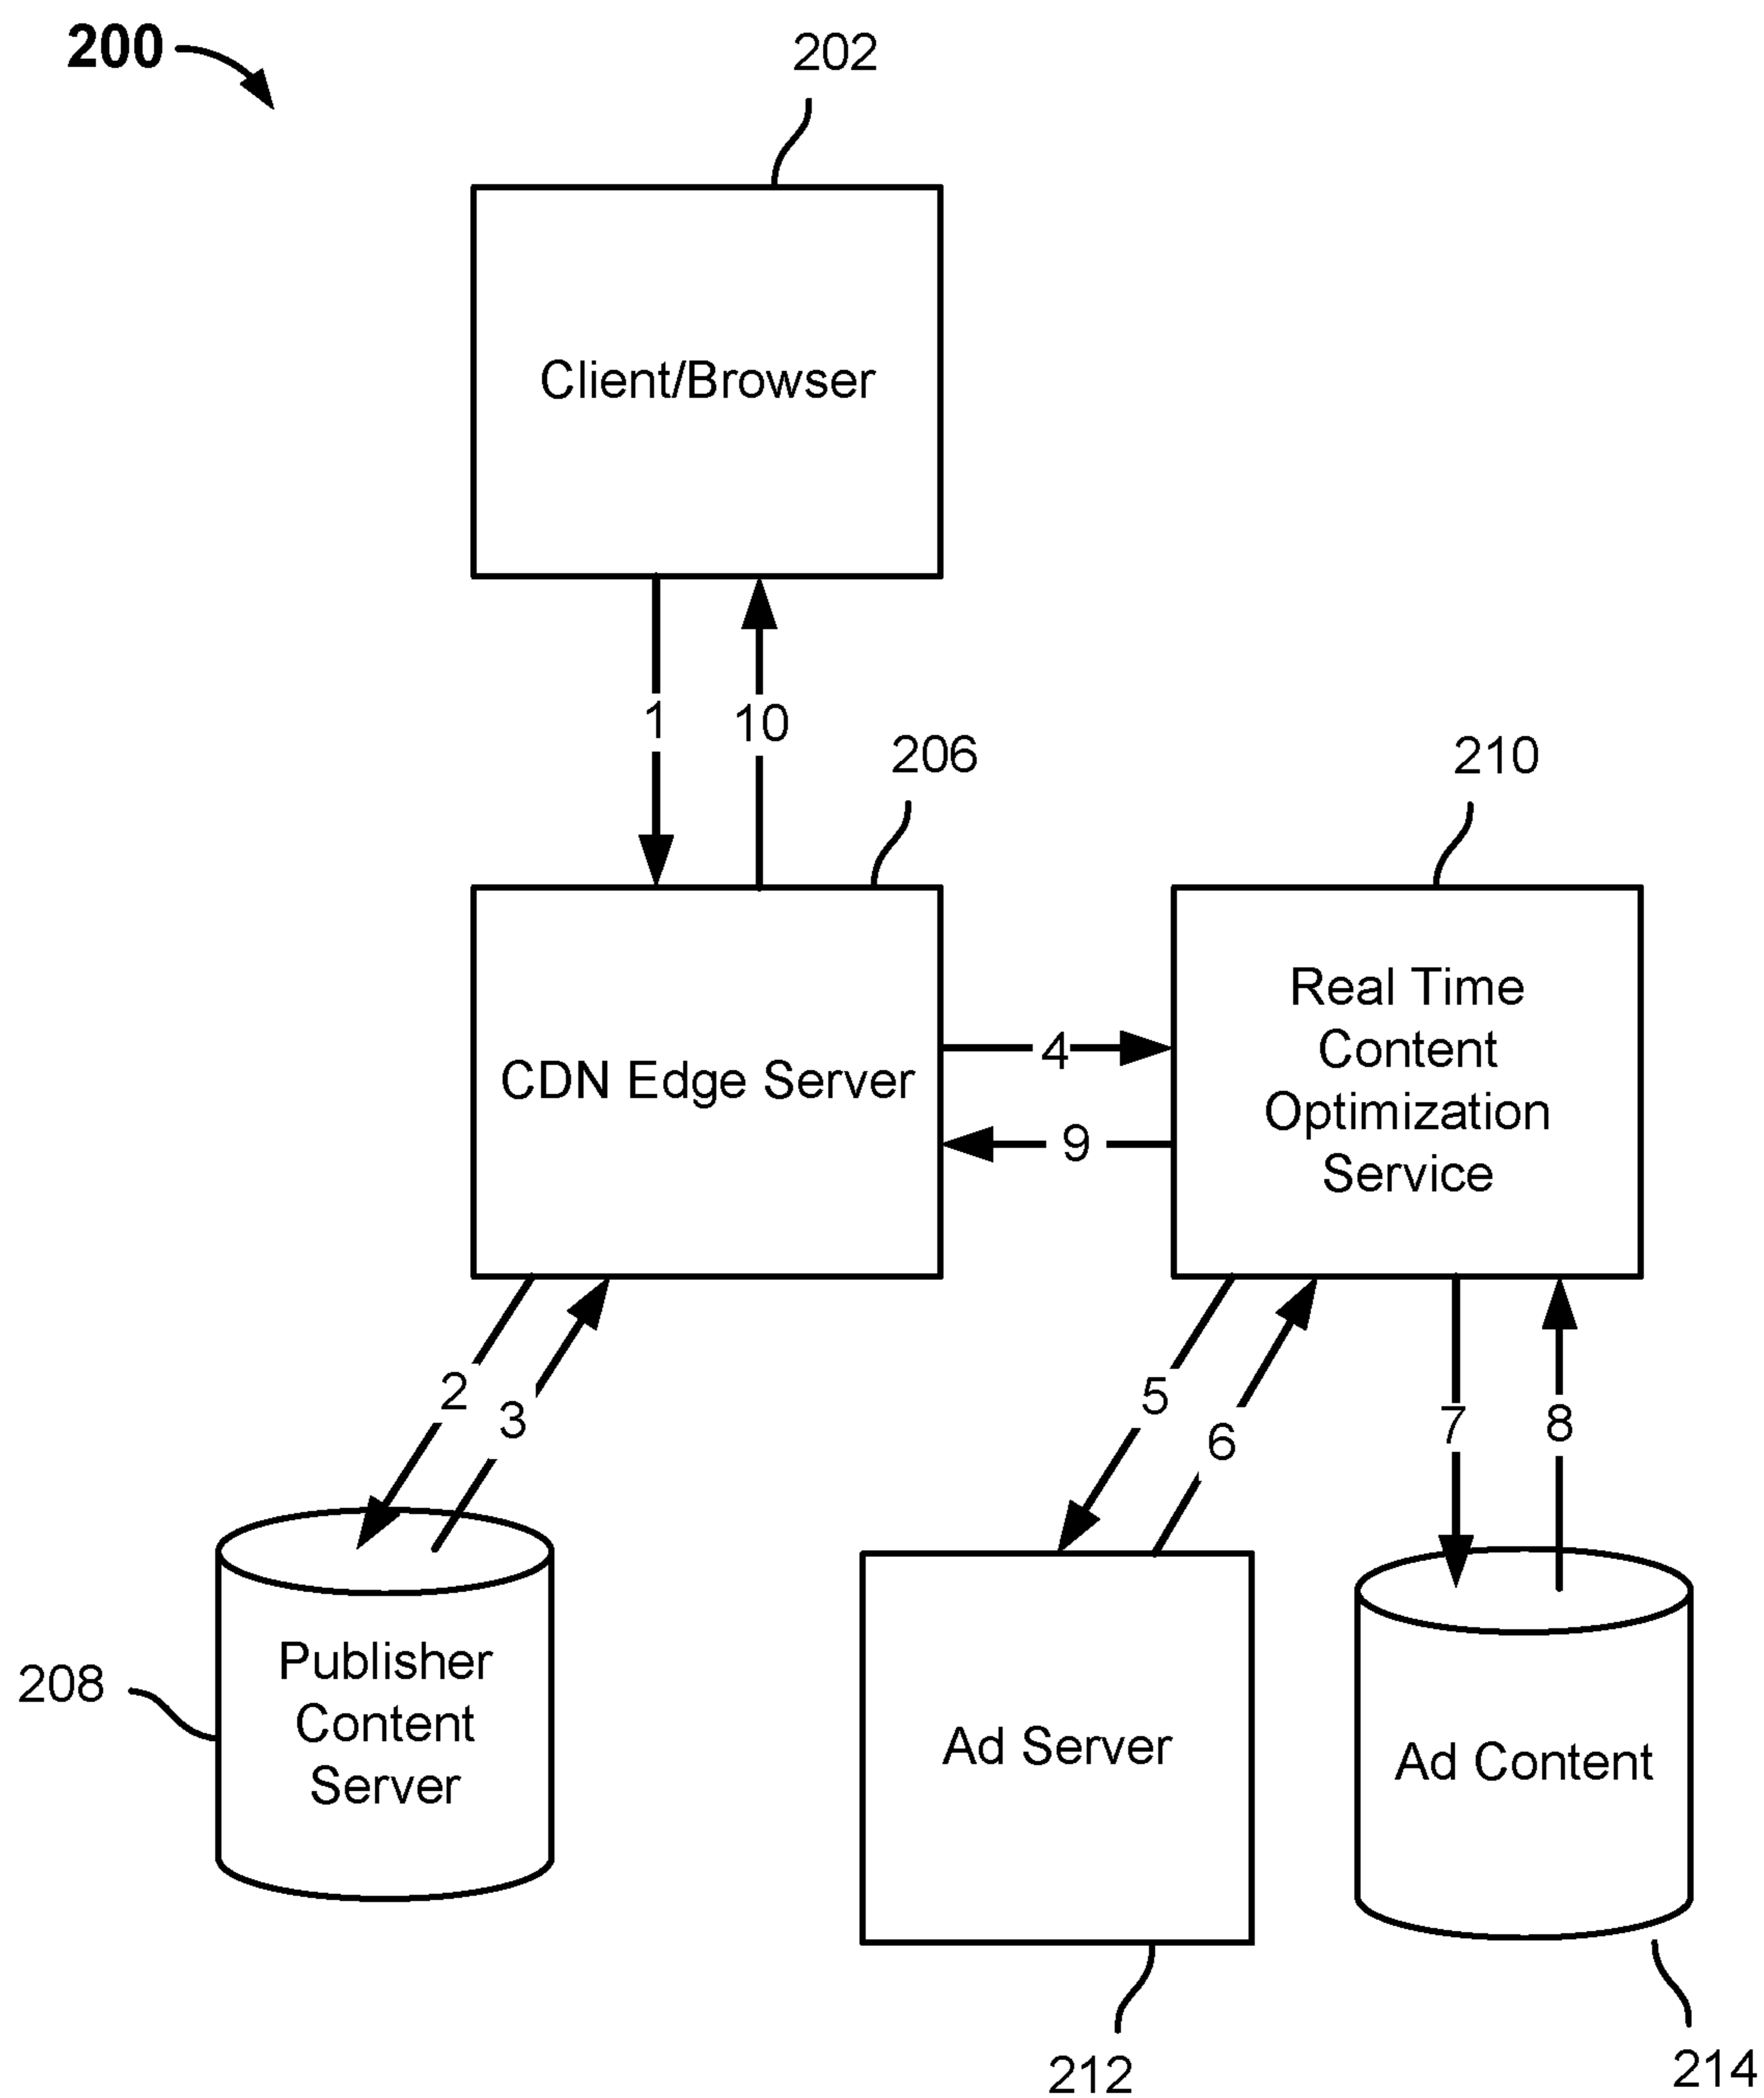 200
202
Client/Browser
1
10
206
210
CDN Edge Server
Real Time
Content
Optimization
Service
4
9
2
3
5
6
7
8
208
Publisher
Content
Server
Ad Server
Ad Content
212
214